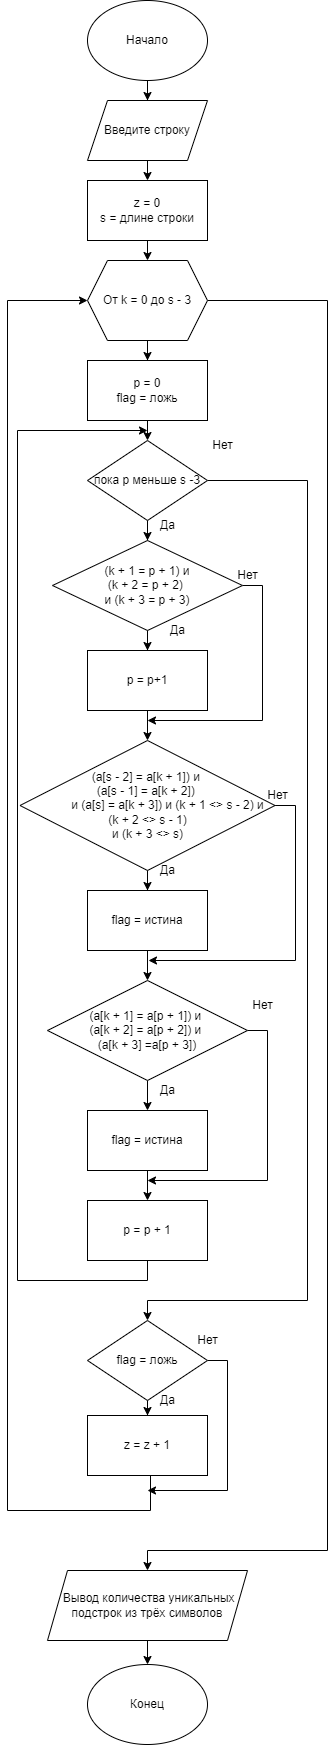 Начало
Введите строку
z = 0
s = длине строки
От k = 0 до s - 3
p = 0
flag = ложь
Нет
пока p меньше s -3
Да
(k + 1 = p + 1) и
(k + 2 = p + 2)
и (k + 3 = p + 3)
Нет
Да
p = p+1
(a[s - 2] = a[k + 1]) и
(a[s - 1] = a[k + 2])
и (a[s] = a[k + 3]) и (k + 1 <> s - 2) и
(k + 2 <> s - 1)
и (k + 3 <> s)
Нет
Да
flag = истина
Нет
(a[k + 1] = a[p + 1]) и
(a[k + 2] = a[p + 2]) и
(a[k + 3] =a[p + 3])
Да
flag = истина
p = p + 1
Нет
flag = ложь
Да
z = z + 1
Вывод количества уникальных
подстрок из трёх символов
Конец